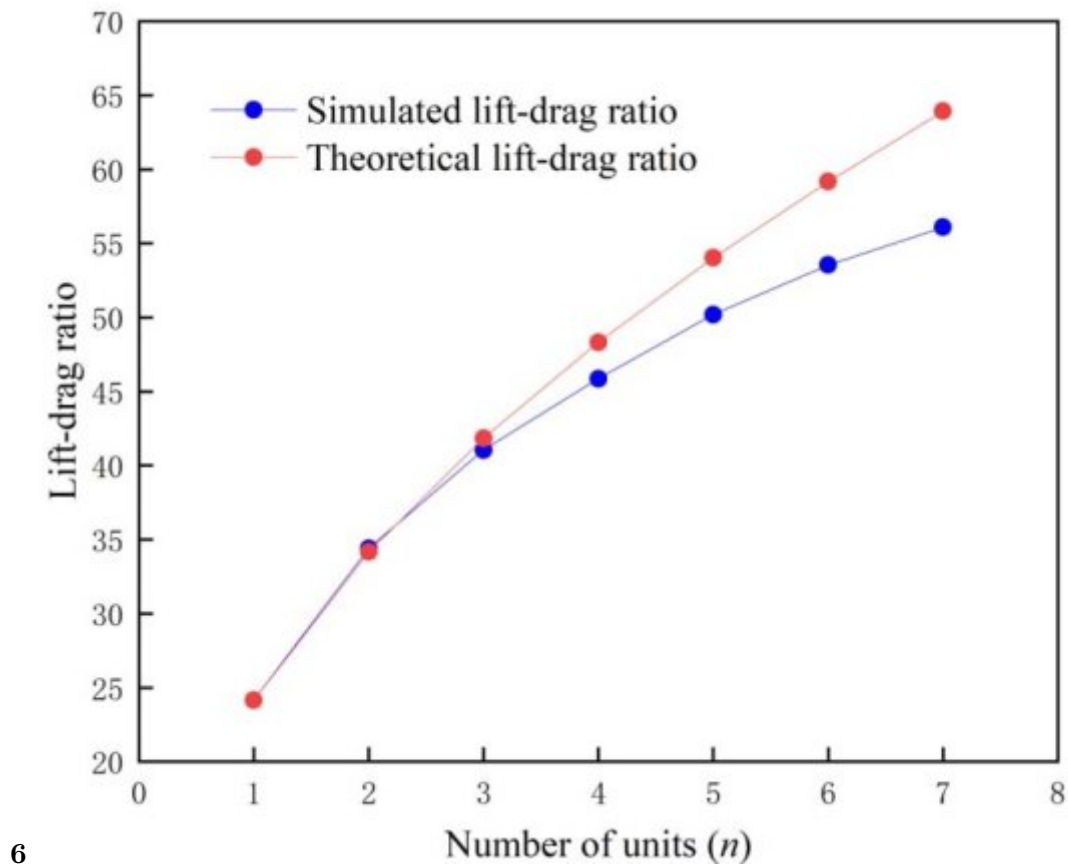 70
65
60
55
50
45
40
35
30
25
20
Lift-drag ratio
Simulated lift-drag ratio
Theoretical lift-drag ratio
0 1 2 3 4 5 6 7 8
Number of units (n)
6